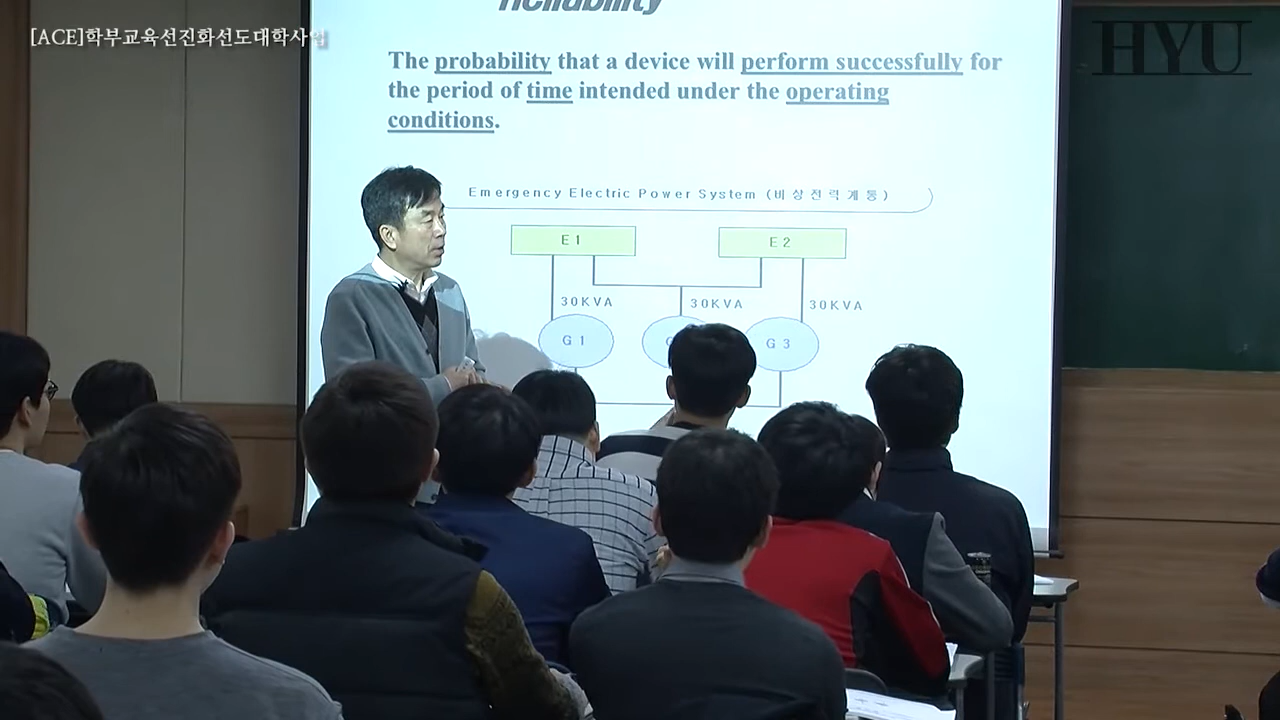 Reliability
[ACE]학부교육선진화선도대학사업
HYU
The probability that a device will perform successfully for
the period of time intended under the operating
conditions.
Emergency Electric Power System (비상전력계통)
E1
E2
30KVA
30KVA
30KVA
G1
G
G3